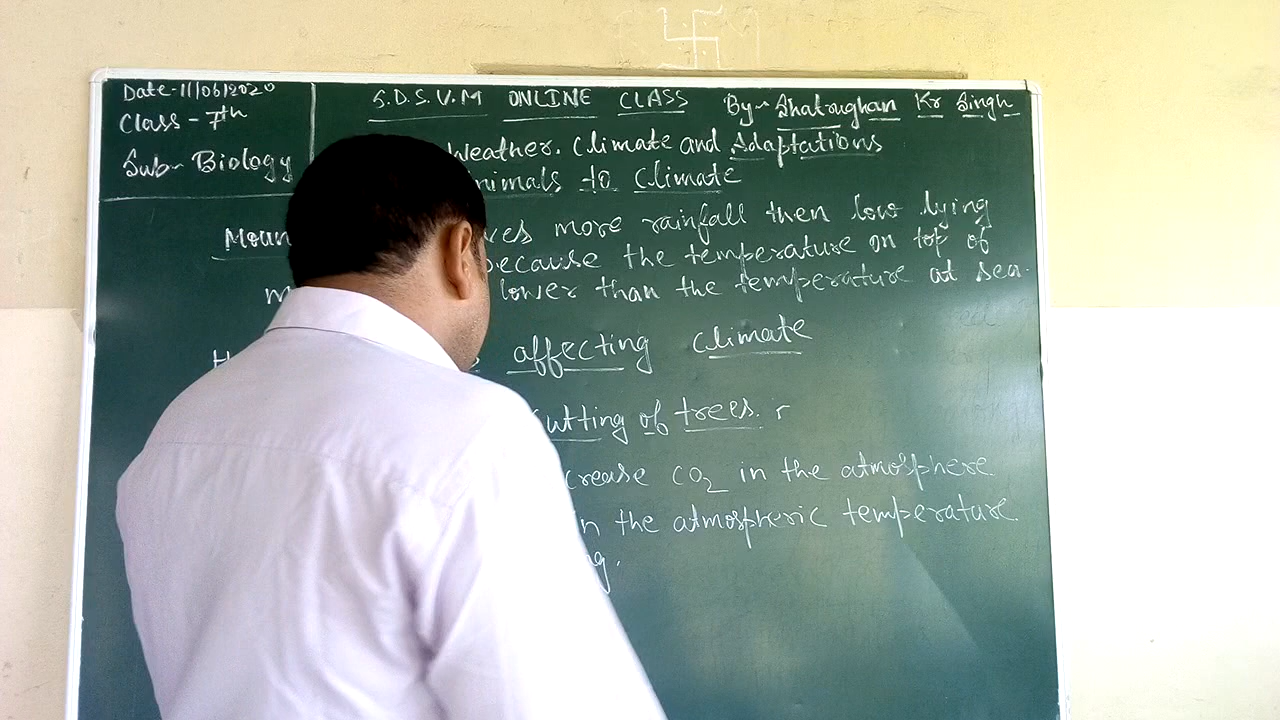 Date-11/06/2020
Class - 7th
Sub- Biology
S.D.S.V.M ONLINE CLASS By- Shatrughan Kr Singh
Weather. Climate and Adaptations
nimals to Climate
Moun ves more rainfall then low lying
because the temperature on top of
m lower than the temperature at sea.
H s affecting climate
utting of trees.
crease CO2 in the atmosphere
n the atmospheric temperature.
ng.